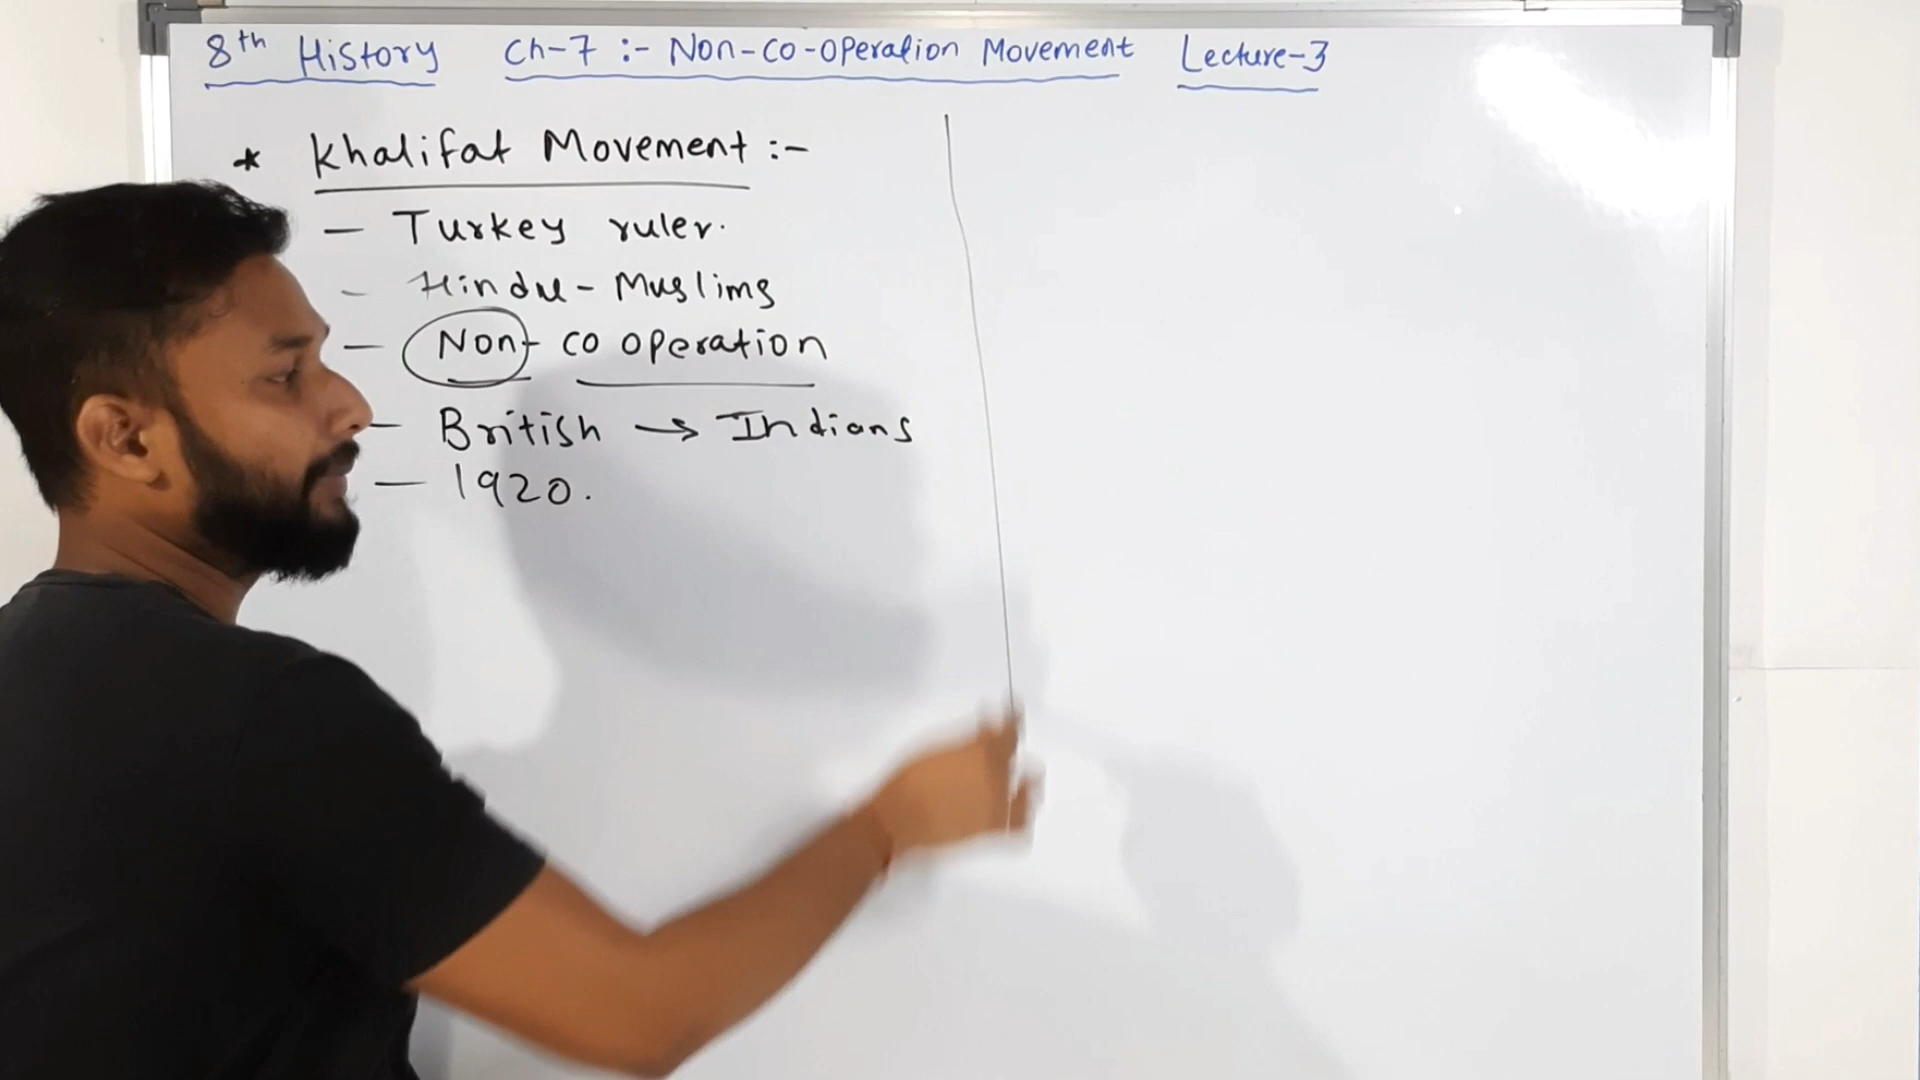 8th History Ch-7 :- Non-Co-operation Movement Lecture-3
* Khalifat Movement :-
- Turkey ruler.
- Hindu - Muslims
- Non- co operation
- British → Indians
- 1920.